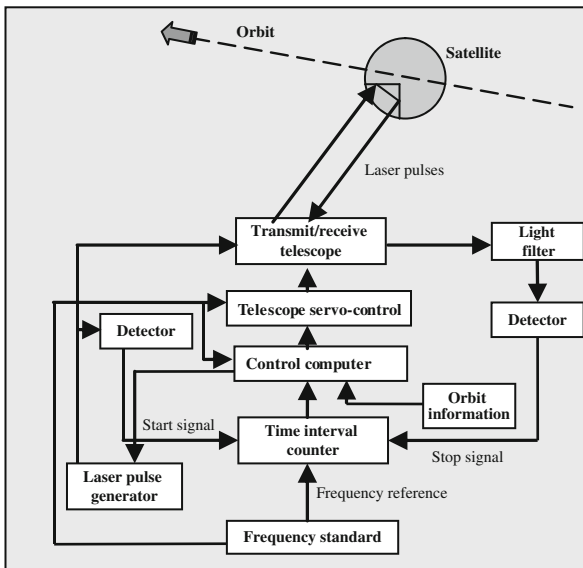 Orbit
Satellite
Laser pulses
Transmit/receive
telescope
Light
filter
Telescope servo-control
Detector
Detector
Control computer
Orbit
information
Start signal
Time interval
counter
Stop signal
Laser pulse
generator
Frequency reference
Frequency standard